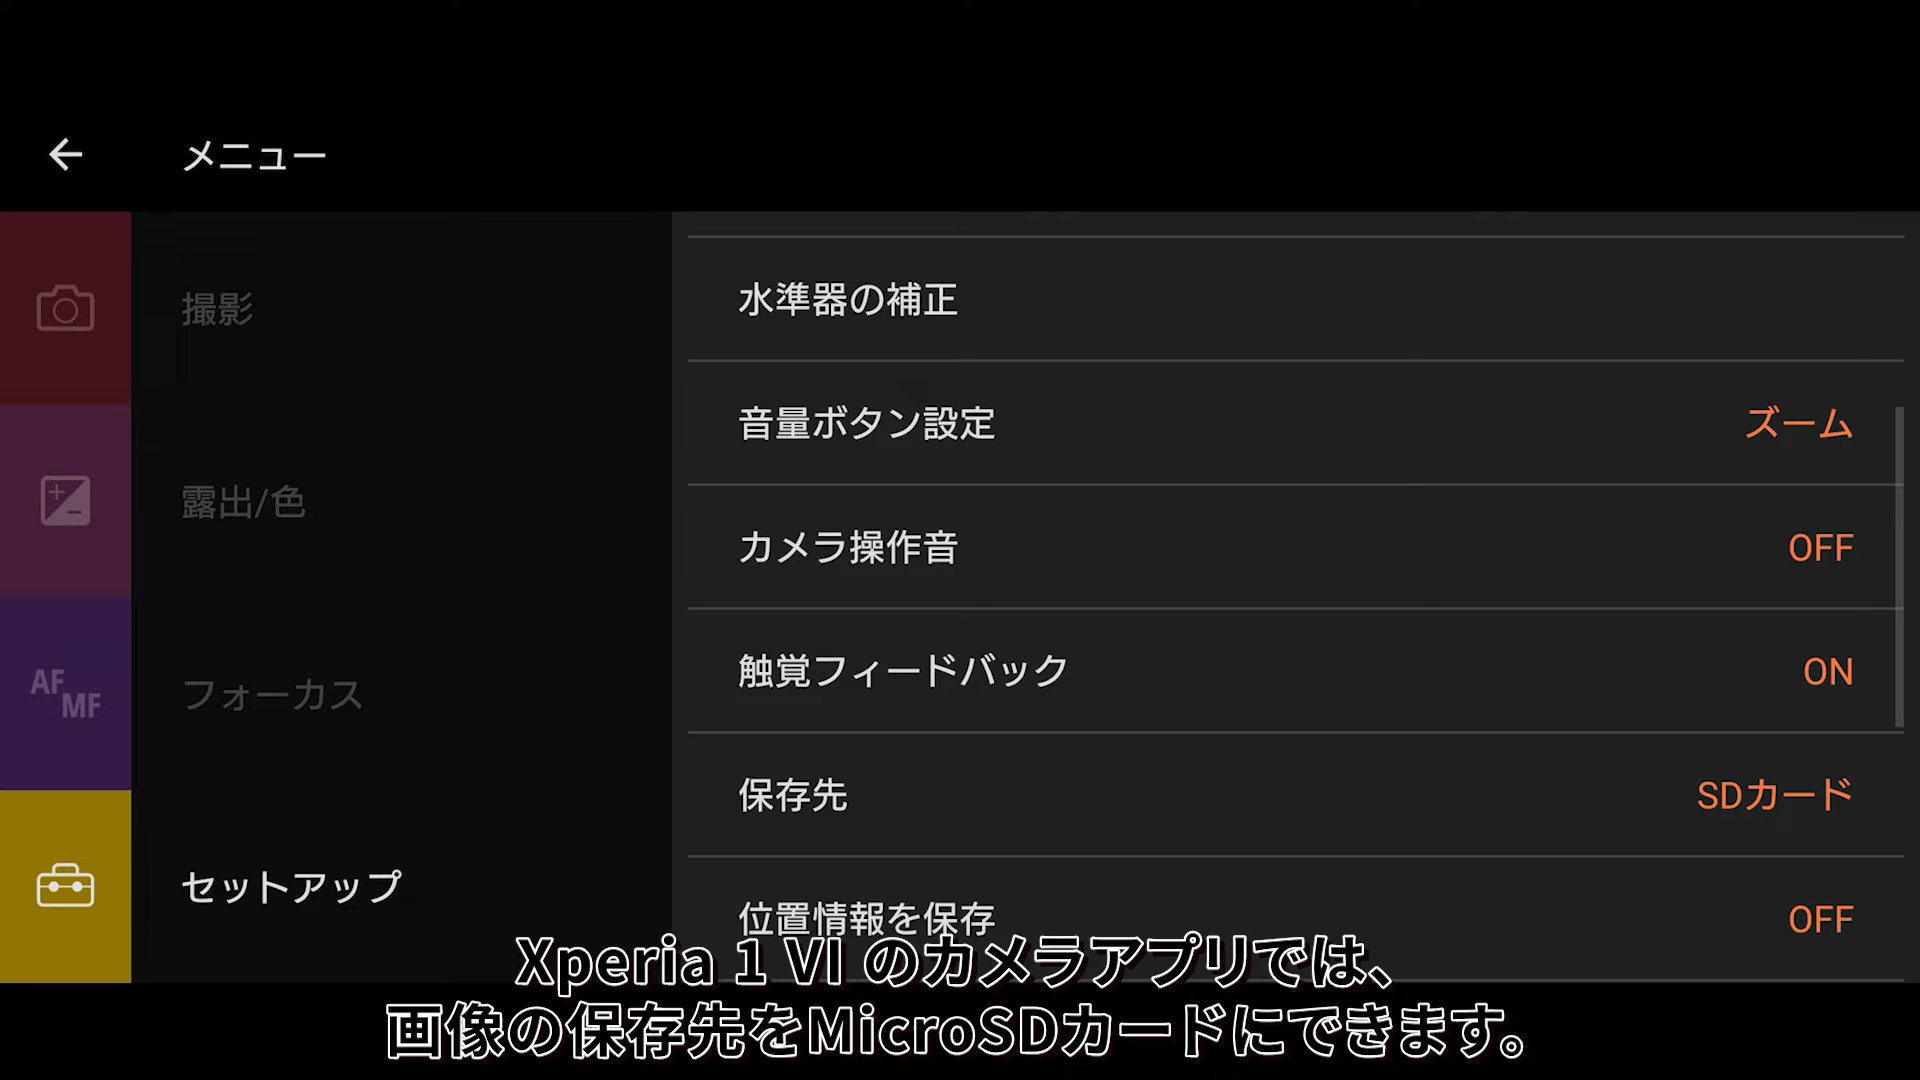 メニュー
撮影
露出/色
AF
MF
フォーカス
セットアップ
水準器の補正
音量ボタン設定 ズーム
カメラ操作音 OFF
触覚フィードバック ON
保存先 SDカード
位置情報を保存 OFF
Xperia 1 VI のカメラアプリでは、
画像の保存先をMicroSDカードにできます。